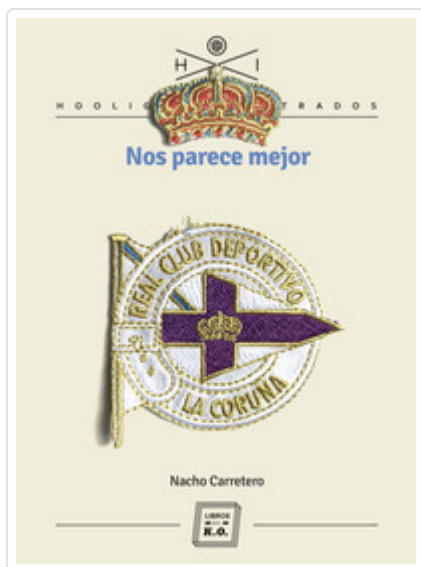 H I
HOOLIG TRADOS
Nos parece mejor
REAL CLUB DEPORTIVO
LA CORUÑA
Nacho Carretero
LIBROS
K.O.